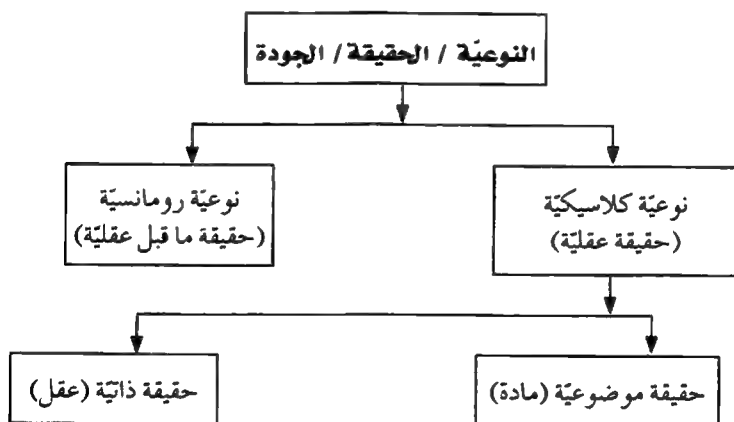 النوعيّة / الحقيقة / الجودة
نوعيّة كلاسيكيّة
(حقيقة عقليّة)
نوعيّة رومانسيّة
(حقيقة ما قبل عقليّة)
حقيقة موضوعيّة (مادة)
حقيقة ذاتيّة (عقل)